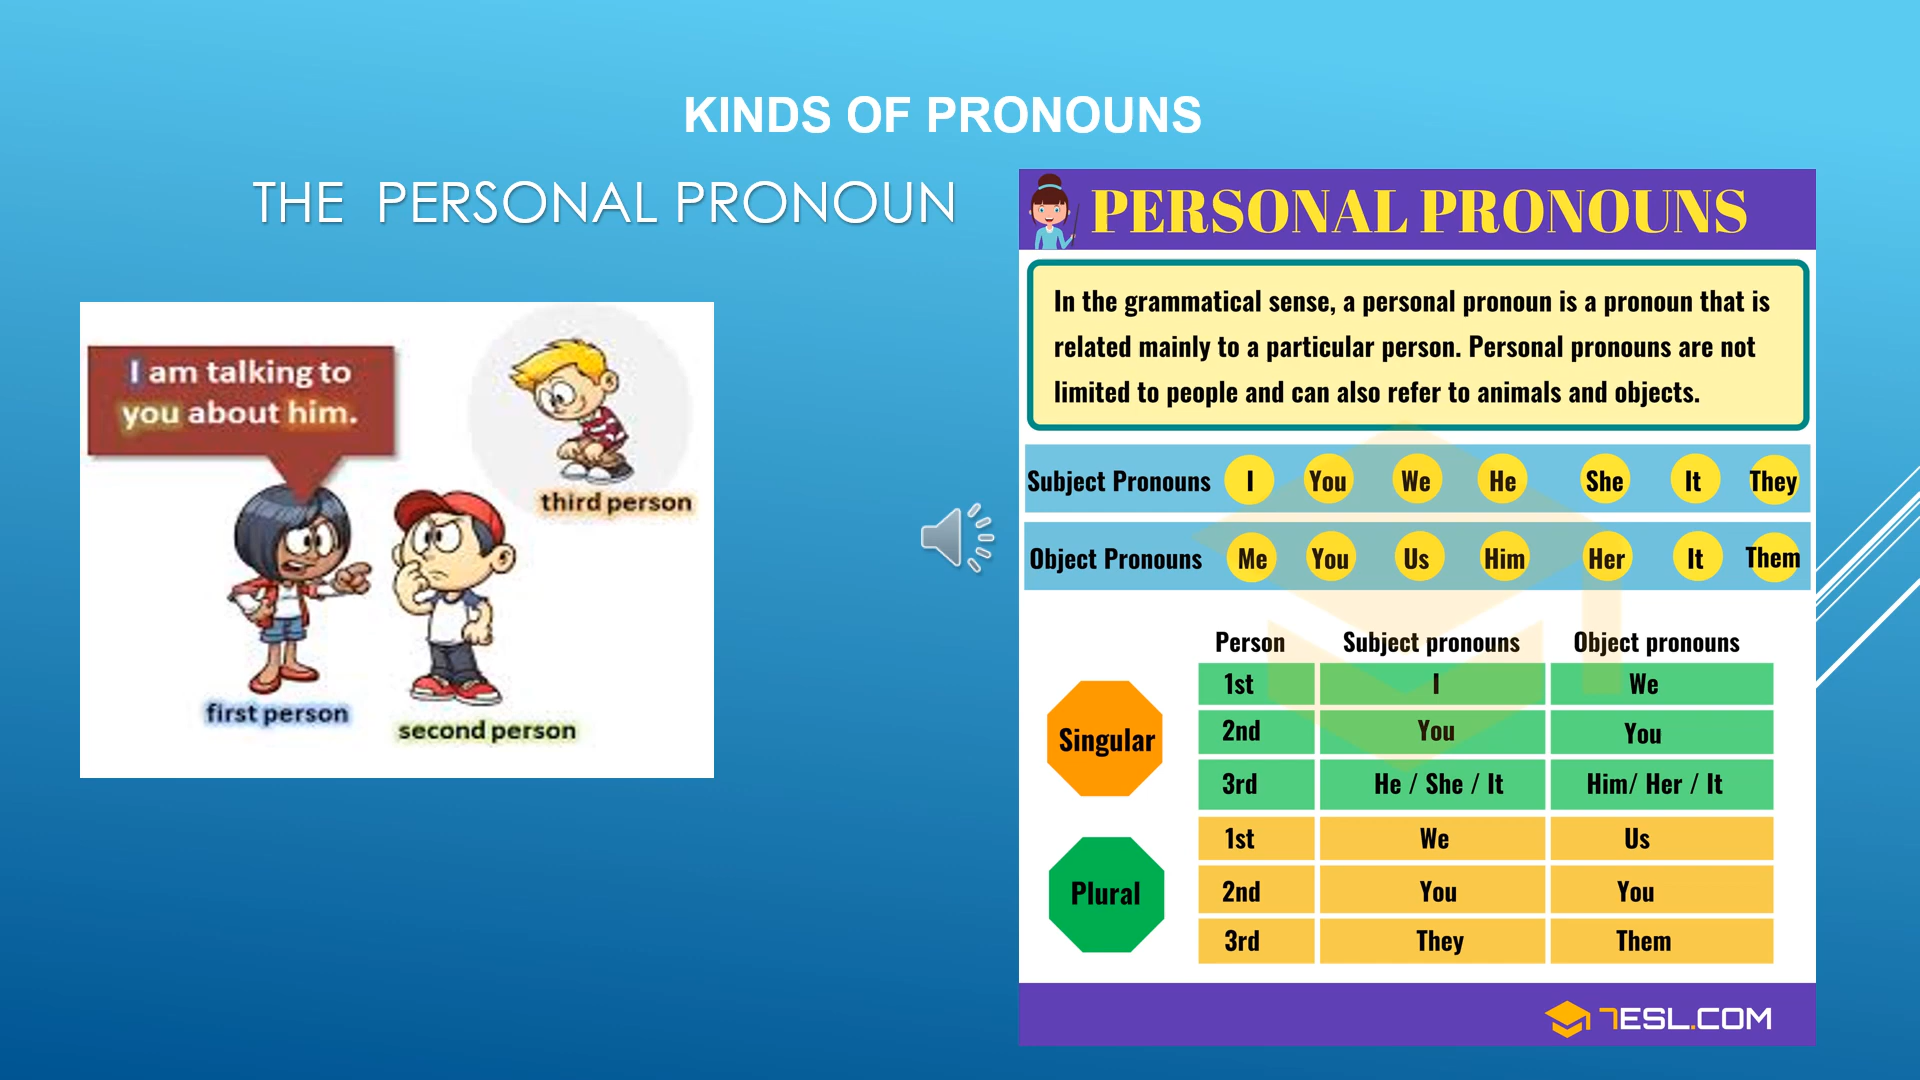 KINDS OF PRONOUNS
THE PERSONAL PRONOUN
I am talking to
you about him.
third person
first person
second person
PERSONAL PRONOUNS
In the grammatical sense, a personal pronoun is a pronoun that is
related mainly to a particular person. Personal pronouns are not
limited to people and can also refer to animals and objects.
Subject Pronouns I You We He She It They
Object Pronouns Me You Us Him Her It Them
Person Subject pronouns Object pronouns
Singular
1st I We
2nd You You
3rd He / She / It Him/ Her / It
Plural
1st We Us
2nd You You
3rd They Them
7ESL.COM